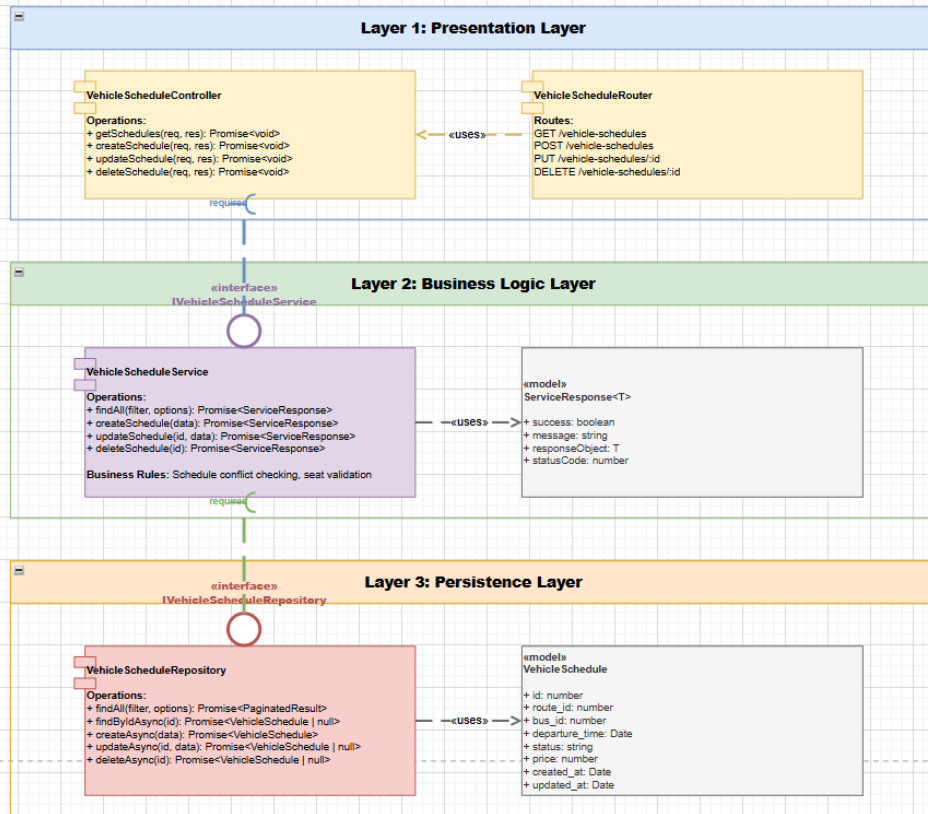 Layer 1: Presentation Layer
VehicleScheduleController
Operations:
+ getSchedules(req, res): Promise<void>
+ createSchedule(req, res): Promise<void>
+ updateSchedule(req, res): Promise<void>
+ deleteSchedule(req, res): Promise<void>
«uses»
VehicleScheduleRouter
Routes:
GET /vehicle-schedules
POST /vehicle-schedules
PUT /vehicle-schedules/:id
DELETE /vehicle-schedules/:id
required
Layer 2: Business Logic Layer
«interface»
IVehicleScheduleService
VehicleScheduleService
Operations:
+ findAll(filter, options): Promise<ServiceResponse>
+ createSchedule(data): Promise<ServiceResponse>
+ updateSchedule(id, data): Promise<ServiceResponse>
+ deleteSchedule(id): Promise<ServiceResponse>
Business Rules: Schedule conflict checking, seat validation
«uses»
«model»
ServiceResponse<T>
+ success: boolean
+ message: string
+ responseObject: T
+ statusCode: number
required
Layer 3: Persistence Layer
«interface»
IVehicleScheduleRepository
VehicleScheduleRepository
Operations:
+ findAll(filter, options): Promise<PaginatedResult>
+ findByIdAsync(id): Promise<VehicleSchedule | null>
+ createAsync(data): Promise<VehicleSchedule>
+ updateAsync(id, data): Promise<VehicleSchedule | null>
+ deleteAsync(id): Promise<VehicleSchedule | null>
«uses»
«model»
VehicleSchedule
+ id: number
+ route_id: number
+ bus_id: number
+ departure_time: Date
+ status: string
+ price: number
+ created_at: Date
+ updated_at: Date